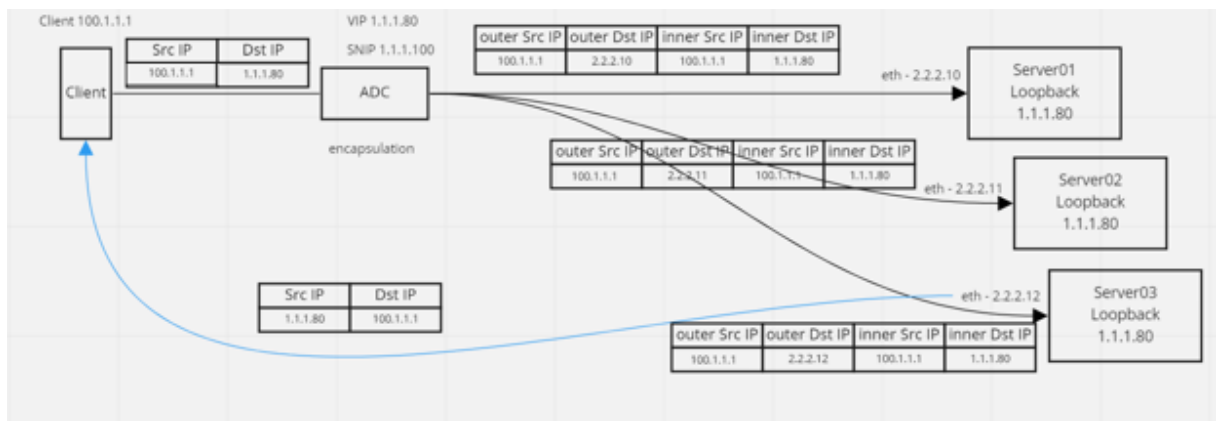 Client 100.1.1.1
VIP 1.1.1.80
SNIP 1.1.1.100
Src IP Dst IP
100.1.1.1 1.1.1.80
Client
ADC
encapsulation
outer Src IP outer Dst IP inner Src IP inner Dst IP
100.1.1.1 2.2.2.10 100.1.1.1 1.1.1.80
eth - 2.2.2.10
Server01
Loopback
1.1.1.80
outer Src IP outer Dst IP inner Src IP inner Dst IP
100.1.1.1 2.2.2.11 100.1.1.1 1.1.1.80
eth - 2.2.2.11
Server02
Loopback
1.1.1.80
Src IP Dst IP
1.1.1.80 100.1.1.1
eth - 2.2.2.12
Server03
Loopback
1.1.1.80
outer Src IP outer Dst IP inner Src IP inner Dst IP
100.1.1.1 2.2.2.12 100.1.1.1 1.1.1.80